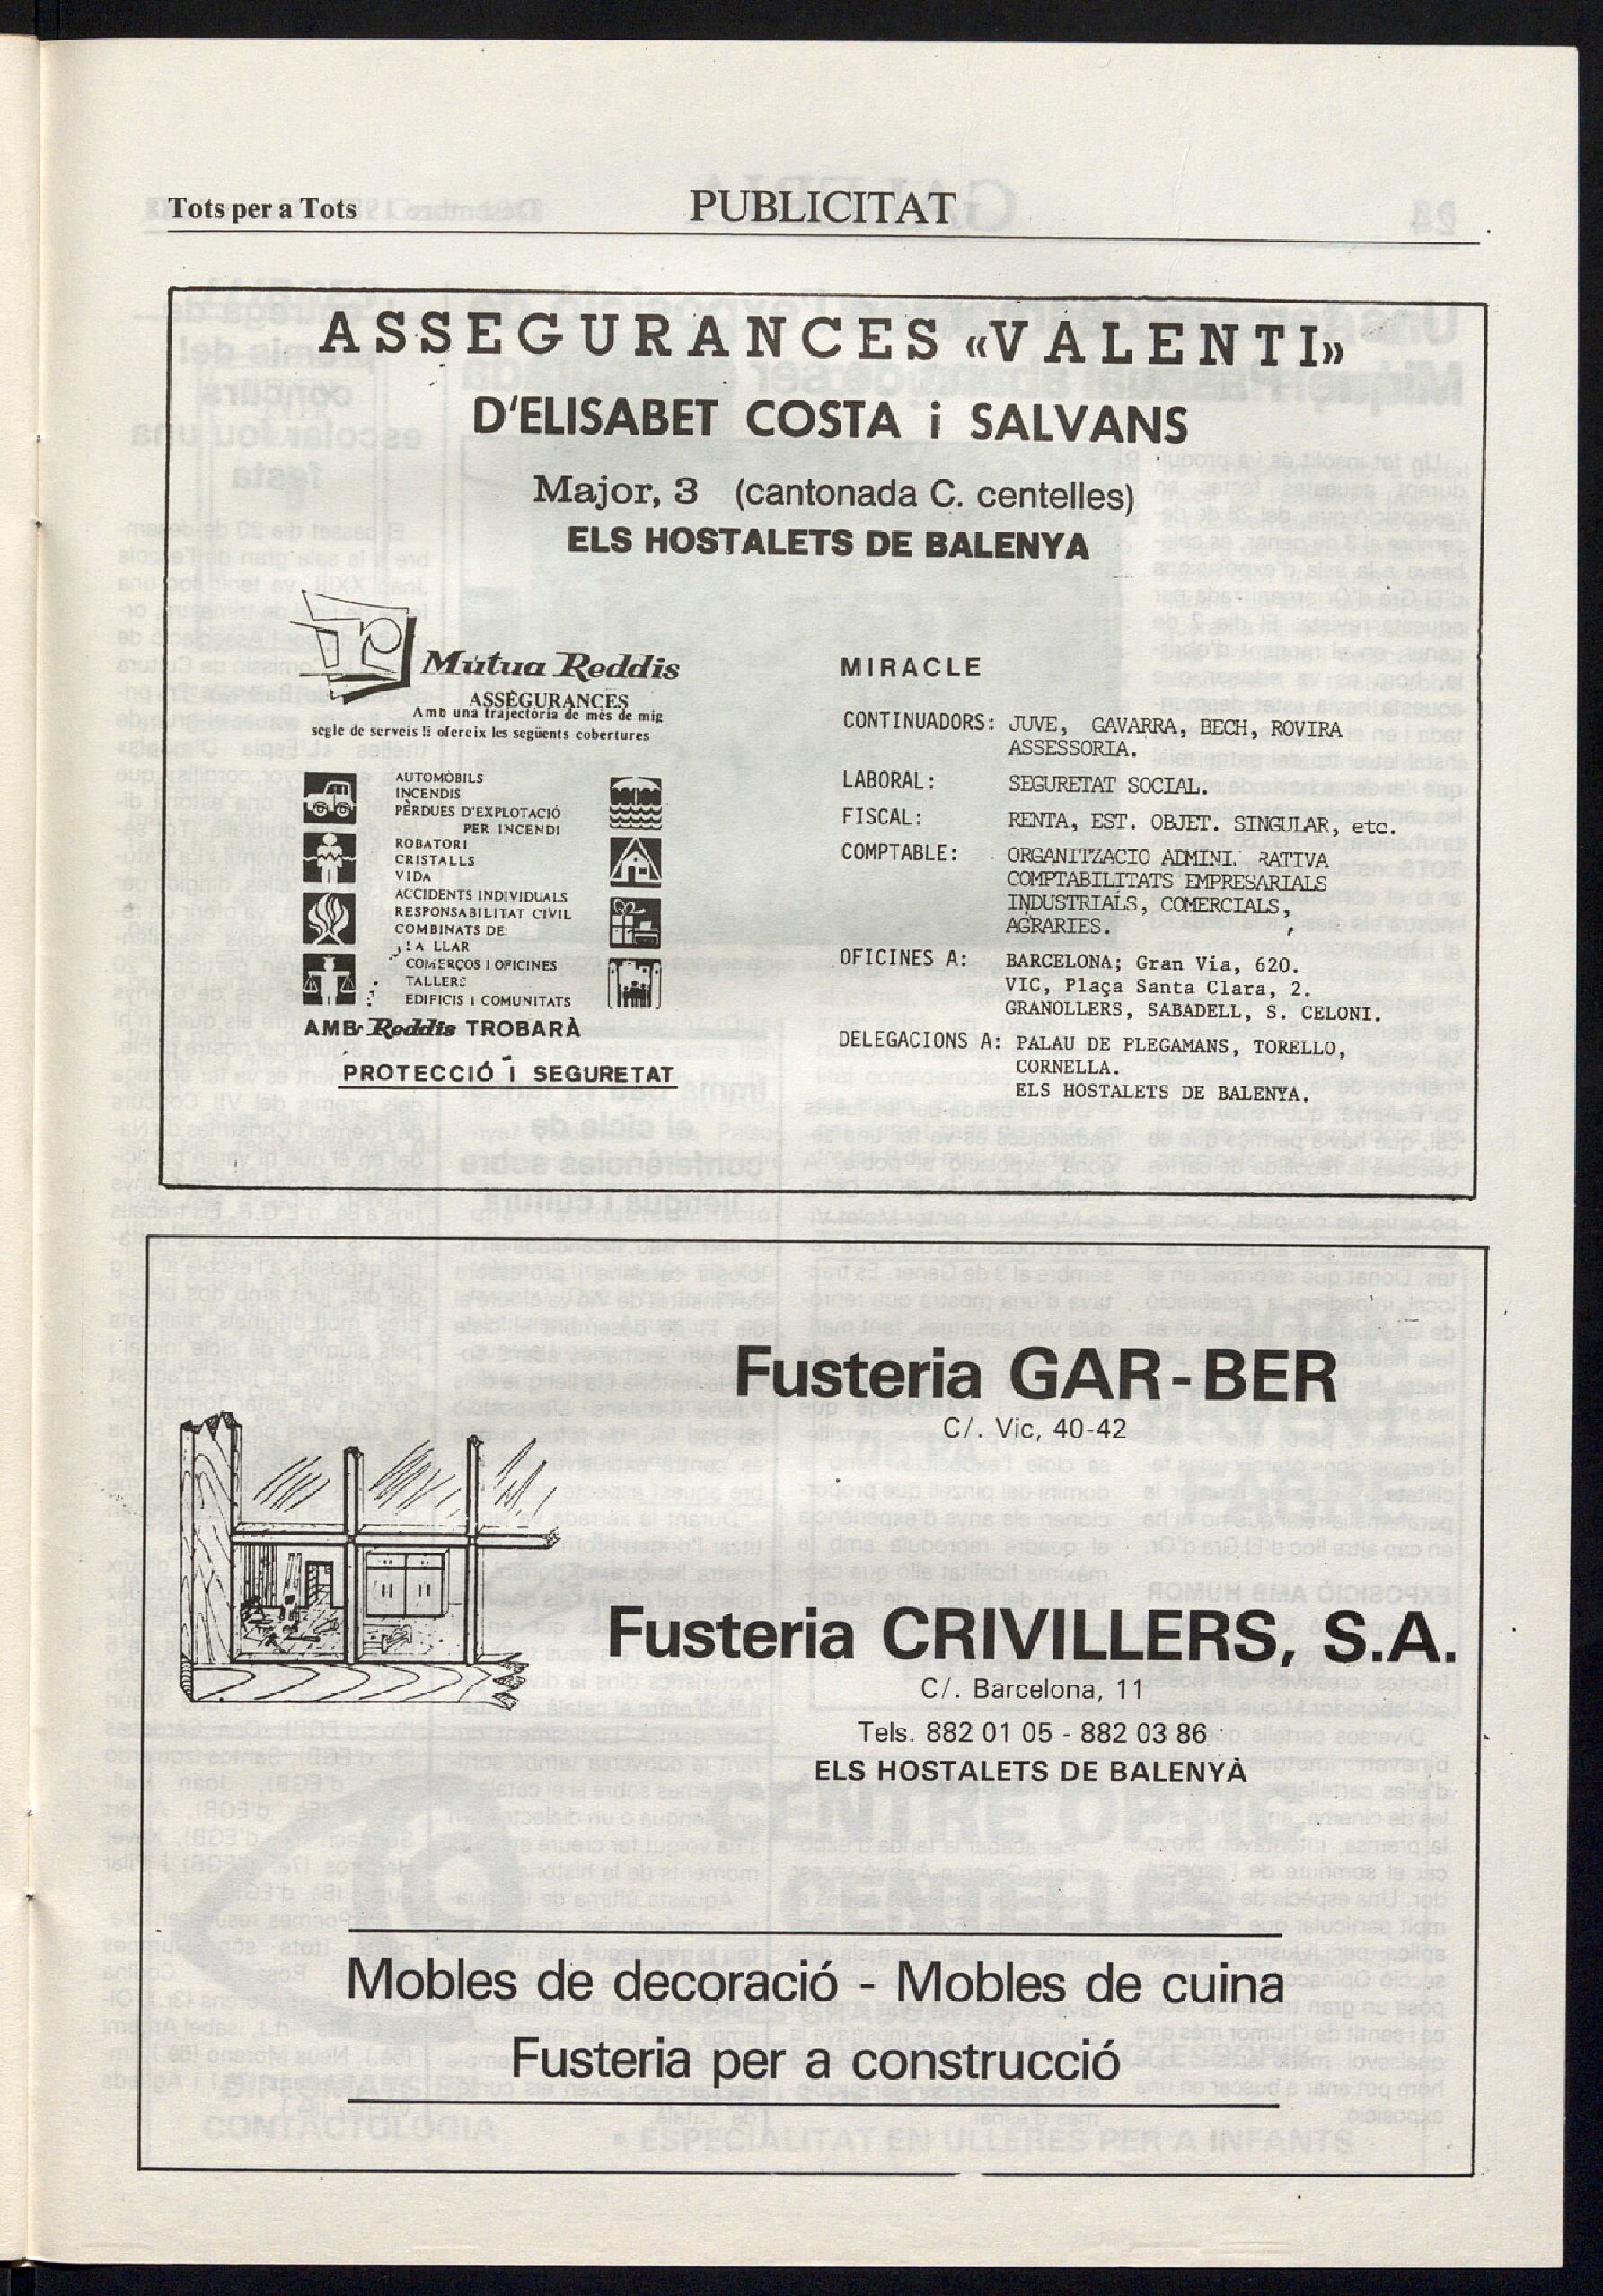 Tots per a Tots
PUBLICITAT
ASSEGURANCES «VALENTI»
D'ELISABET COSTA i SALVANS
Major, 3 (cantonada C. centelles)
ELS HOSTALETS DE BALENYA
Mútua Reddis
ASSEGURANCES
Amb una trajectòria de més de mig
segle de serveis li ofereix les següents cobertures
AUTOMÒBILS
INCENDIS
PÈRDUES D'EXPLOTACIÓ
PER INCENDI
ROBATORI
CRISTALLS
VIDA
ACCIDENTS INDIVIDUALS
RESPONSABILITAT CIVIL
COMBINATS DE:
LA LLAR
COMERÇOS I OFICINES
TALLERS
EDIFICIS I COMUNITATS
AMB Reddis TROBARÀ
PROTECCIÓ I SEGURETAT
MIRACLE
CONTINUADORS: JUVE, GAVARRA, BECH, ROVIRA
ASSESSORIA.
LABORAL: SEGURETAT SOCIAL.
FISCAL: RENTA, EST. OBJET. SINGULAR, etc.
COMPTABLE: ORGANITZACIO ADMINI. RATIVA
COMPTABILITATS EMPRESARIALS
INDUSTRIALS, COMERCIALS,
AGRARIES.
OFICINES A: BARCELONA; Gran Via, 620.
VIC, Plaça Santa Clara, 2.
GRANOLLERS, SABADELL, S. CELONI.
DELEGACIONS A: PALAU DE PLEGAMANS, TORELLO,
CORNELLA.
ELS HOSTALETS DE BALENYA.
Fusteria GAR-BER
C/. Vic, 40-42
Fusteria CRIVILLERS, S.A.
C/. Barcelona, 11
Tels. 882 01 05 - 882 03 86
ELS HOSTALETS DE BALENYÀ
Mobles de decoració - Mobles de cuina
Fusteria per a construcció